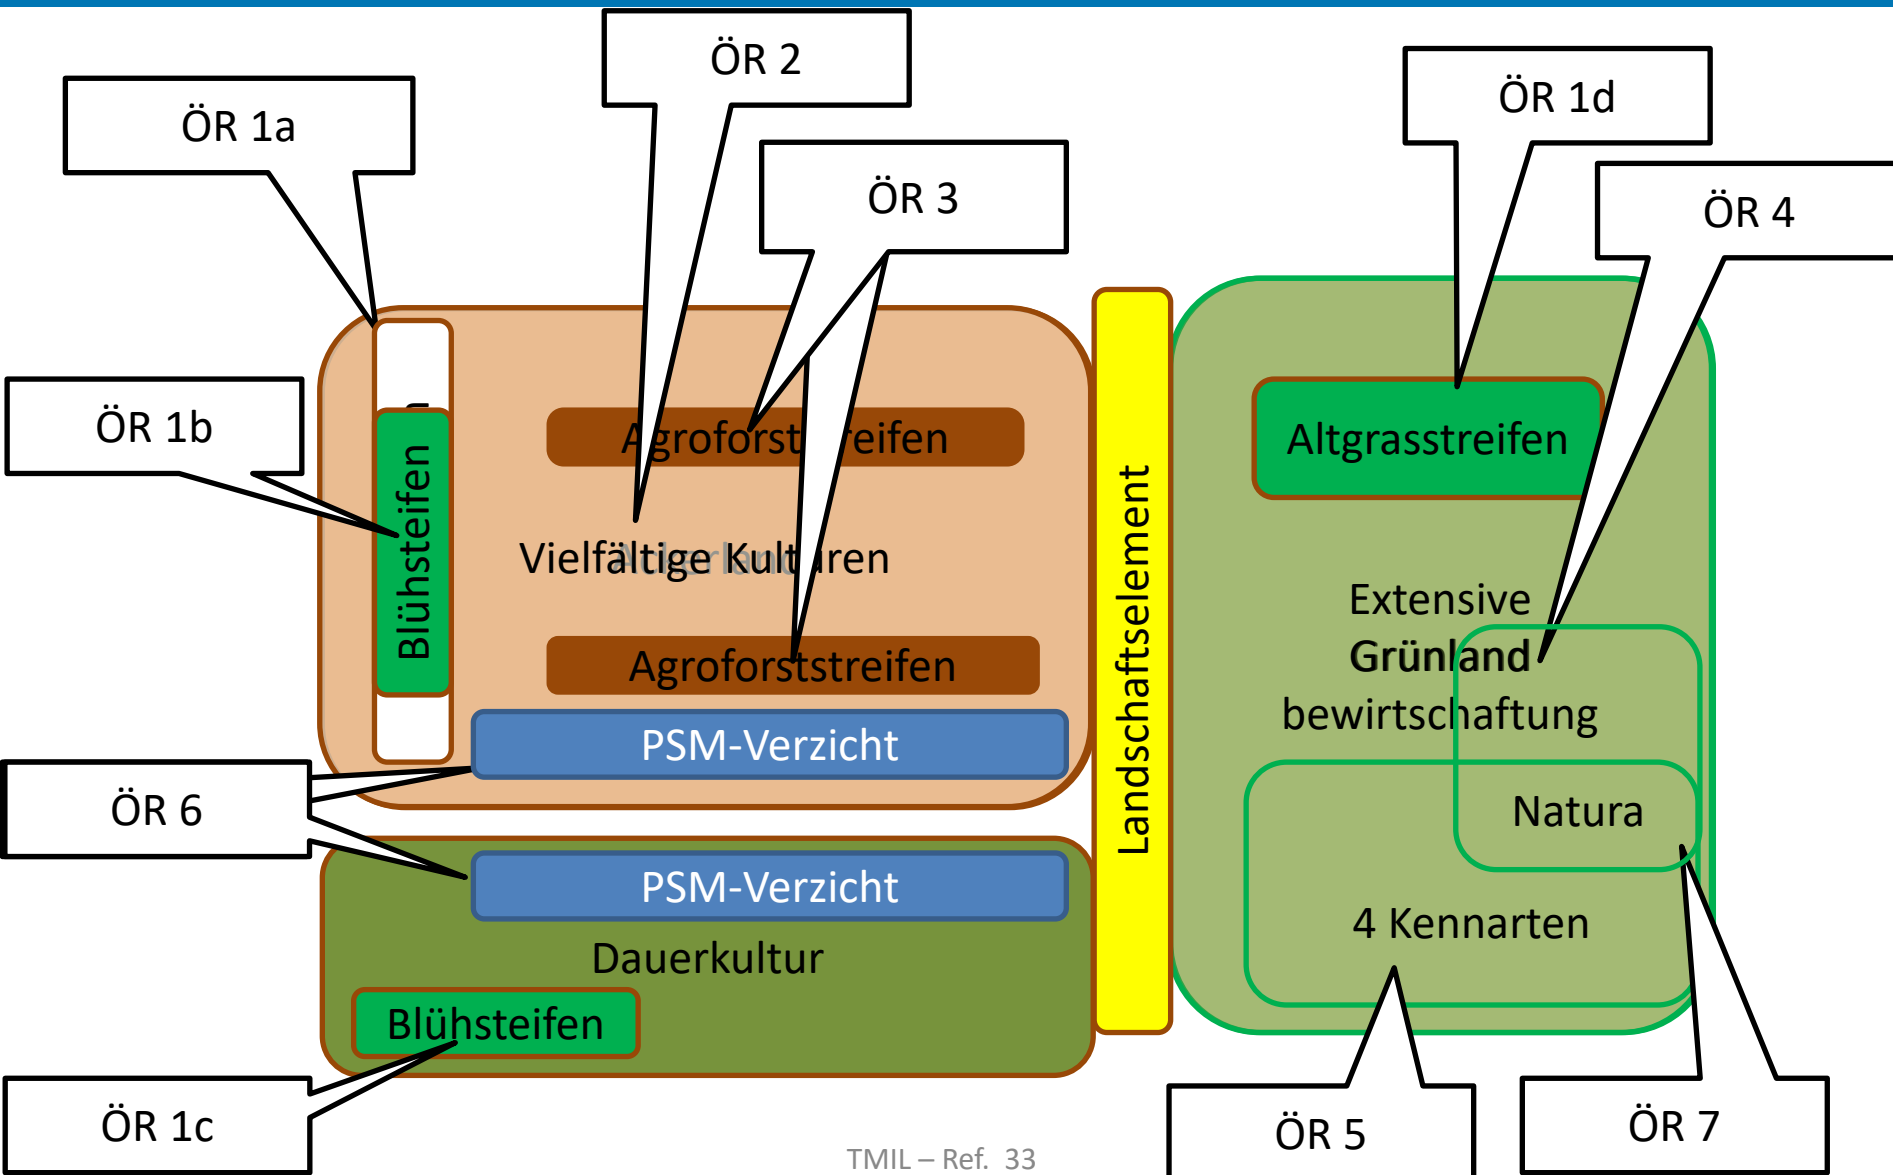 ÖR 2
ÖR 1a
ÖR 1d
ÖR 3
ÖR 4
ÖR 1b
Blühsteifen
Agroforststreifen
Vielfältige Kulturen
Ackerland
Agroforststreifen
PSM-Verzicht
Landschaftselement
Altgrasstreifen
Extensive
Grünland
bewirtschaftung
Natura
4 Kennarten
ÖR 6
PSM-Verzicht
Dauerkultur
Blühsteifen
ÖR 1c
ÖR 5
ÖR 7
TMIL – Ref. 33